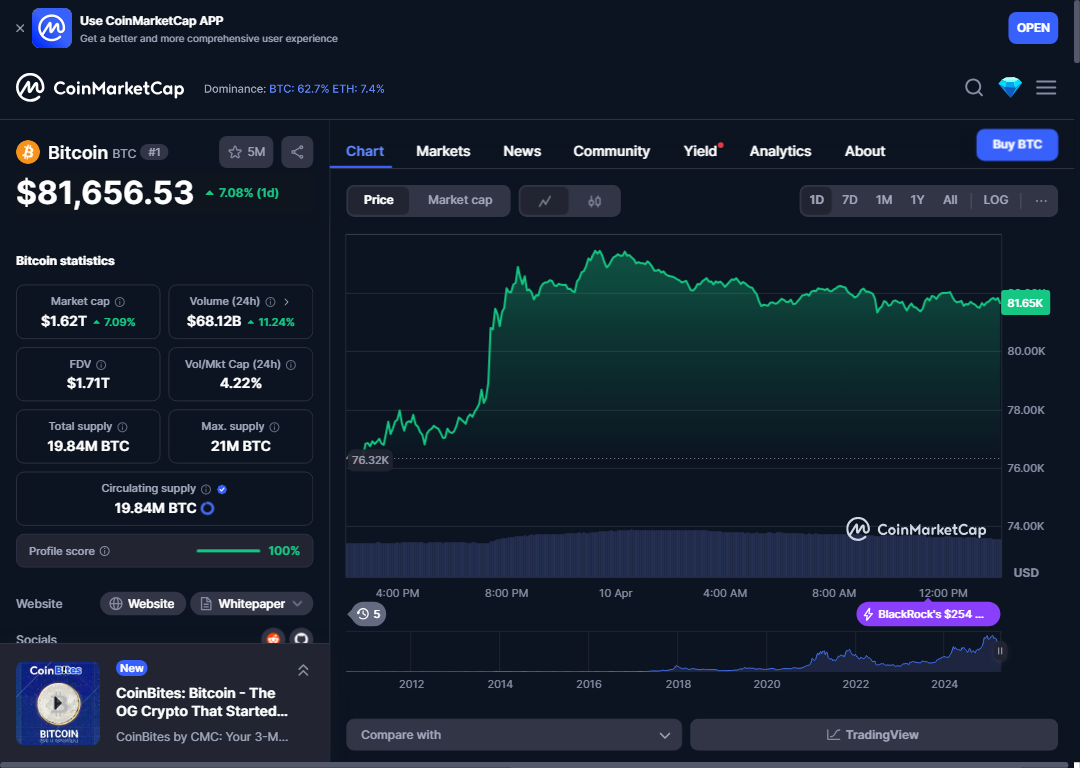 Use CoinMarketCap APP
Get a better and more comprehensive user experience
OPEN
CoinMarketCap
Dominance: BTC: 62.7% ETH: 7.4%
Bitcoin BTC #1
5M
$81,656.53
7.08% (1d)
Bitcoin statistics
Market cap
$1.62T 7.09%
Volume (24h)
$68.12B 11.24%
FDV
$1.71T
Vol/Mkt Cap (24h)
4.22%
Total supply
19.84M BTC
Max. supply
21M BTC
Circulating supply
19.84M BTC
Profile score
100%
Website
Website
Whitepaper
Socials
CoinBites
BITCOIN
New
CoinBites: Bitcoin - The
OG Crypto That Started...
CoinBites by CMC: Your 3-M...
Chart Markets News Community Yield Analytics About
Buy BTC
Price Market cap
1D 7D 1M 1Y All LOG ...
81.65K
80.00K
78.00K
76.32K
76.00K
74.00K
CoinMarketCap
USD
4:00 PM 8:00 PM 10 Apr 4:00 AM 8:00 AM 12:00 PM
5
BlackRock's $254 ...
2012 2014 2016 2018 2020 2022 2024
Compare with
TradingView